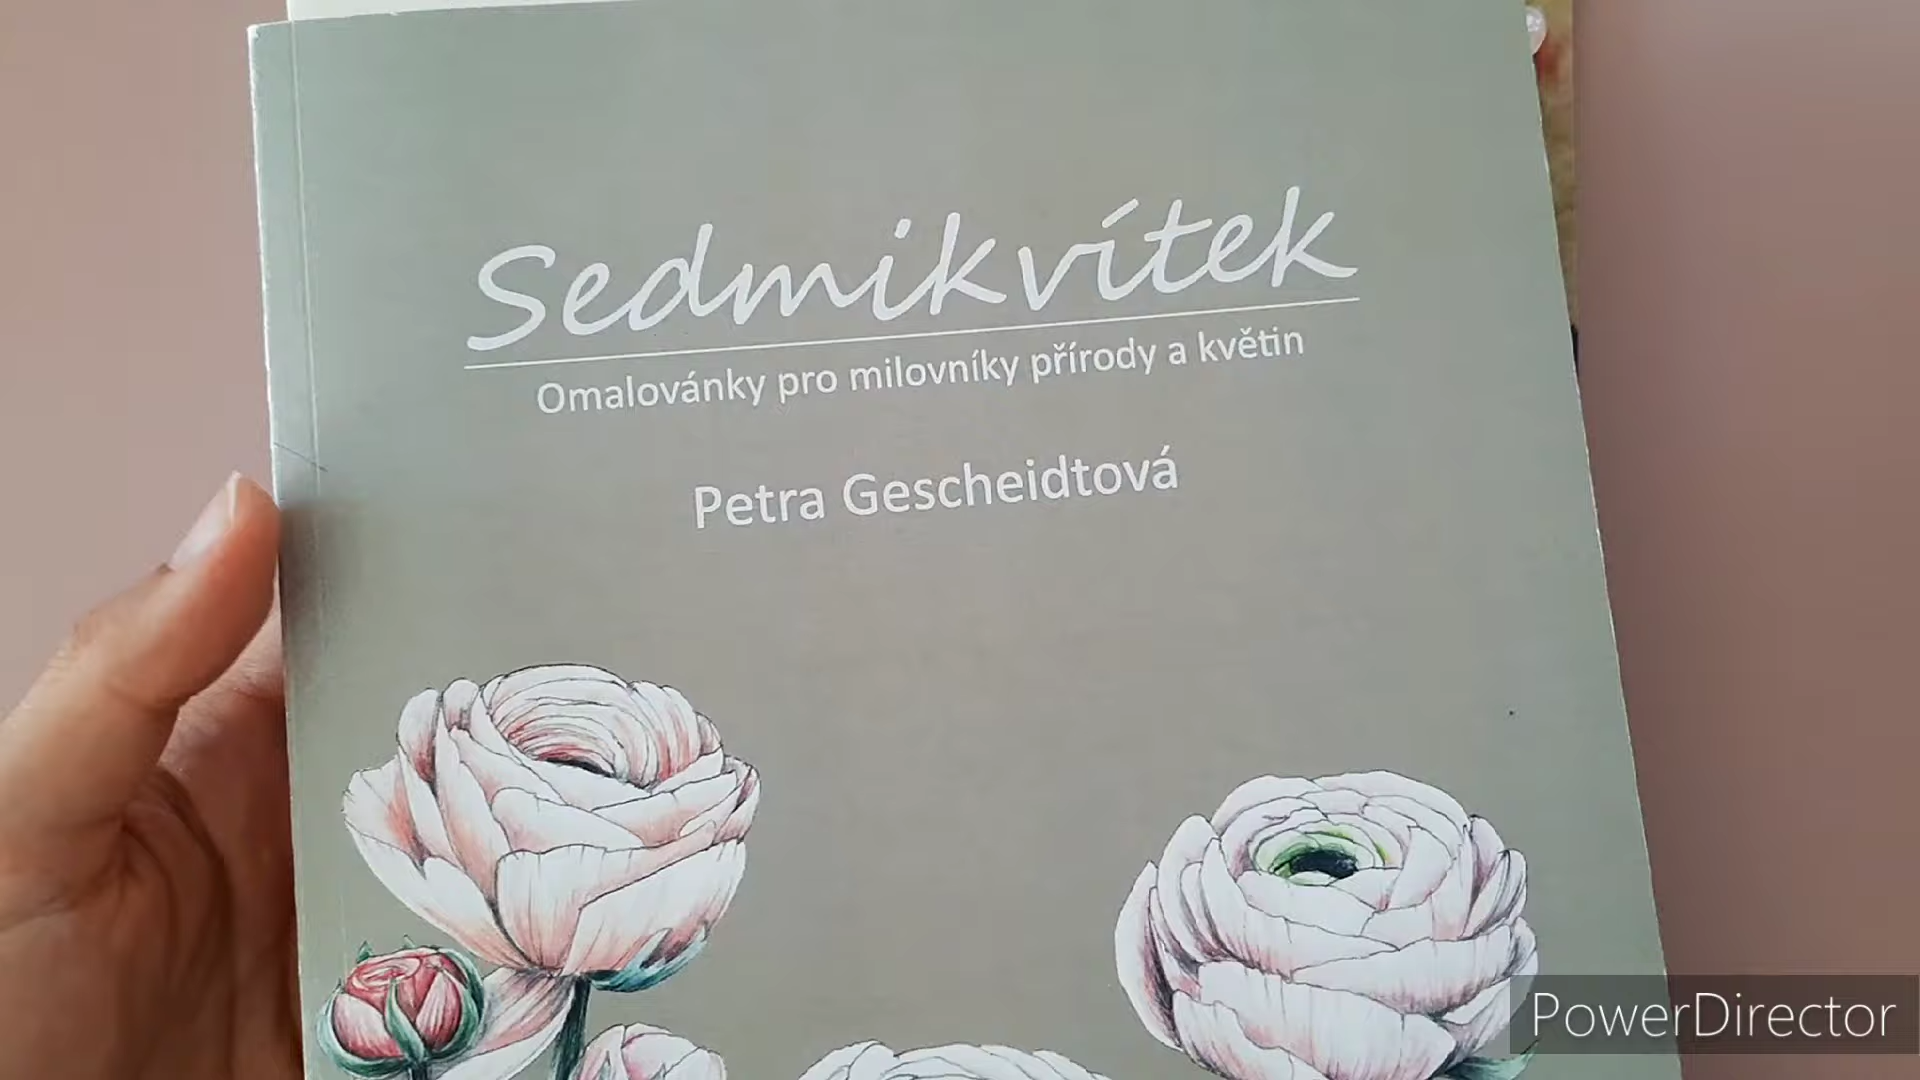 Sedmikvítek
Omalovánky pro milovníky přírody a květin
Petra Gescheidtová
PowerDirector